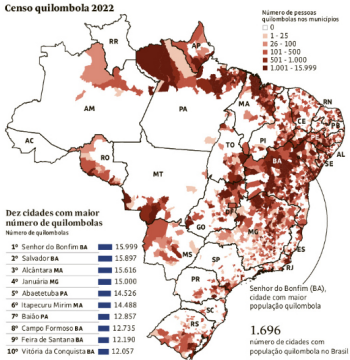 Censo quilombola 2022
Número de pessoas
quilombolas nos municípios
0
1 - 25
26 - 100
101 - 500
501 - 1.000
1.001 - 15.999
RR
AP
AM
PA
MA
CE
RN
PB
AL
SE
PI
AC
RO
TO
BA
MT
DF
GO
MG
ES
MS
SP
RJ
PR
SC
RS
Dez cidades com maior
número de quilombolas
Número de quilombolas
1º Senhor do Bonfim BA 15.999
2º Salvador BA 15.897
3º Alcântara MA 15.616
4º Januária MG 15.000
5º Abaetetuba PA 14.526
6º Itapecuru Mirim MA 14.488
7º Baião PA 12.857
8º Campo Formoso BA 12.735
9º Feira de Santana BA 12.190
10º Vitória da Conquista BA 12.057
Senhor do Bonfim (BA),
cidade com maior
população quilombola
1.696
número de cidades com
população quilombola no Brasil